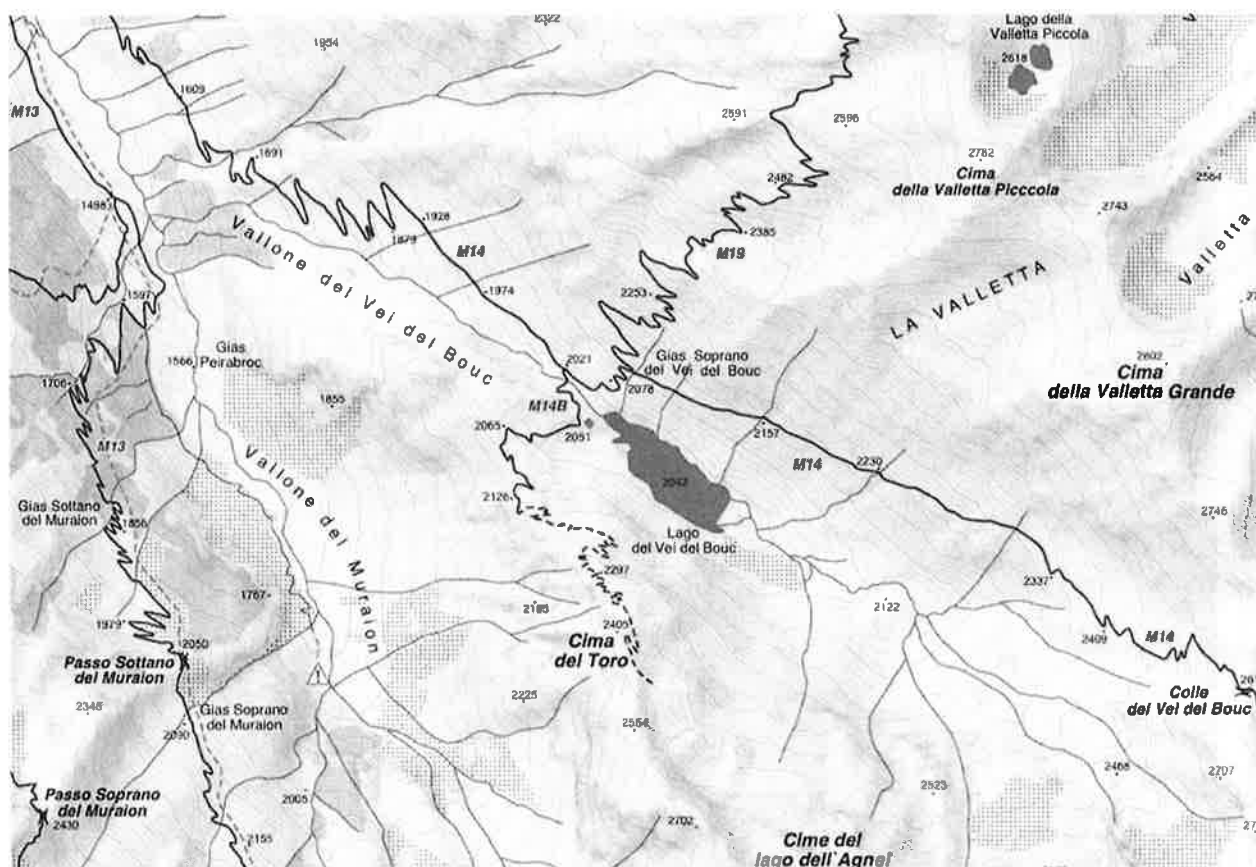 2322
Lago della
Valletta Piccola
2618
1954
1609
M13
2591
2596
1691
2782
Cima
della Valletta Picccola
2564
2482
1498
1928
2743
1879
M14
2385
M19
Vallone del Vei del Bouc
Valletta
LA VALLETTA
1974
2253
1597
Gias
Peirabroc
1566
2021
Gias Soprano
del Vei del Bouc
2078
2602
Cima
della Valletta Grande
1706
1855
M14B
2065
2051
2157
M13
Vallone del Muraion
M14
2230
2042
2126
Gias Sottano
del Muraion
1856
2746
Lago
del Vei del Bouc
2297
2337
1767
2195
2122
2405
1979
2409
M14
Cima
del Toro
2050
Passo Sottano
del Muraion
2225
Colle
del Vei del Bouc
2345
Gias Soprano
del Muraion
2090
2468
2707
2005
2523
Passo Soprano
del Muraion
2430
2702
2155
Cime del
lago dell'Agnel